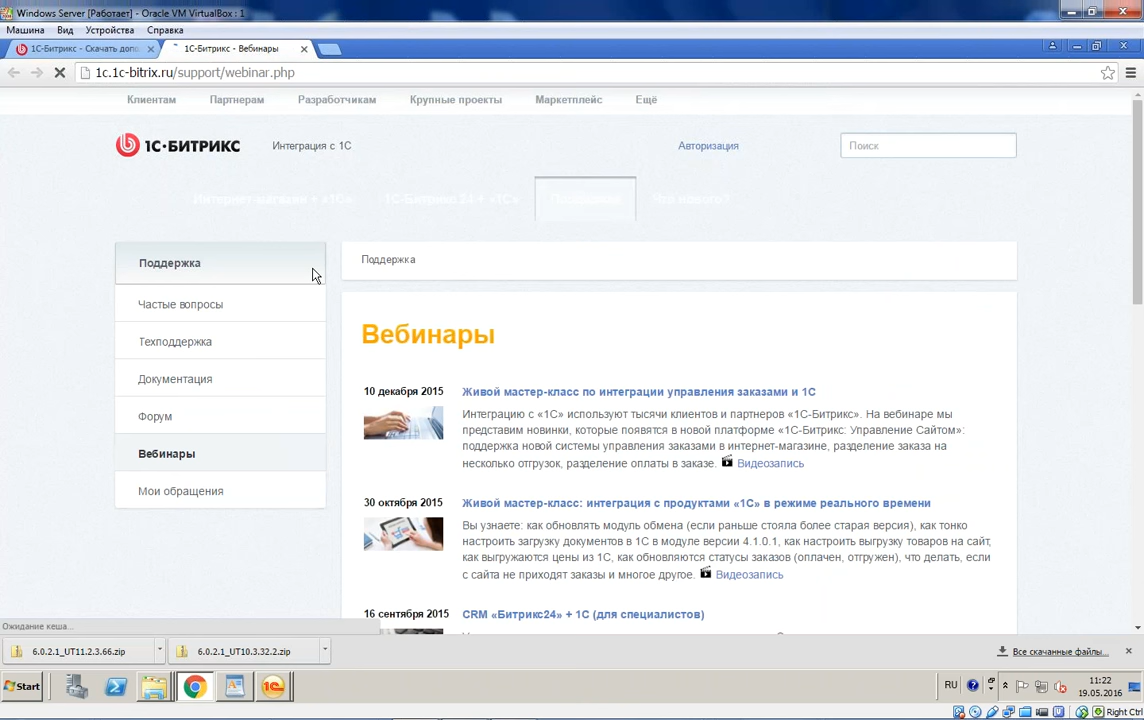 Windows Server [Работает] - Oracle VM VirtualBox : 1
Машина Вид Устройства Справка
1С-Битрикс - Скачать допо
1С-Битрикс - Вебинары
1c.1c-bitrix.ru/support/webinar.php
Клиентам Партнерам Разработчикам Крупные проекты Маркетплейс Ещё
1С·БИТРИКС Интеграция с 1С Авторизация Поиск
Интернет-магазин + «1С» 1С-Битрикс24 + «1С» Поддержка Что нового?
Поддержка
Частые вопросы
Техподдержка
Документация
Форум
Вебинары
Мои обращения
Поддержка
Вебинары
10 декабря 2015 Живой мастер-класс по интеграции управления заказами и 1С
Интеграцию с «1С» используют тысячи клиентов и партнеров «1С-Битрикс». На вебинаре мы
представим новинки, которые появятся в новой платформе «1С-Битрикс: Управление Сайтом»:
поддержка новой системы управления заказами в интернет-магазине, разделение заказа на
несколько отгрузок, разделение оплаты в заказе. Видеозапись
30 октября 2015 Живой мастер-класс: интеграция с продуктами «1С» в режиме реального времени
Вы узнаете: как обновлять модуль обмена (если раньше стояла более старая версия), как тонко
настроить загрузку документов в 1С в модуле версии 4.1.0.1, как настроить выгрузку товаров на сайт,
как выгружаются цены из 1С, как обновляются статусы заказов (оплачен, отгружен), что делать, если
с сайта не приходят заказы и многое другое. Видеозапись
16 сентября 2015 CRM «Битрикс24» + 1С (для специалистов)
Ожидание кеша...
6.0.2.1_UT11.2.3.66.zip 6.0.2.1_UT10.3.32.2.zip Все скачанные файлы...
Start RU 11:22
19.05.2016
Right Ctrl